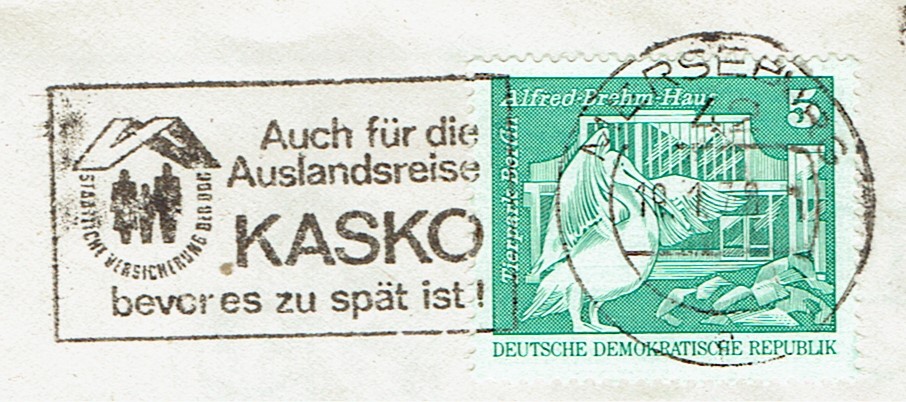 Auch für die
Auslandsreise
KASKO
bevor es zu spät ist!
STAATLICHE VERSICHERUNG DER DDR
Alfred-Brehm-Haus
Tierpark Berlin
5
MERSEBURG
DEUTSCHE DEMOKRATISCHE REPUBLIK